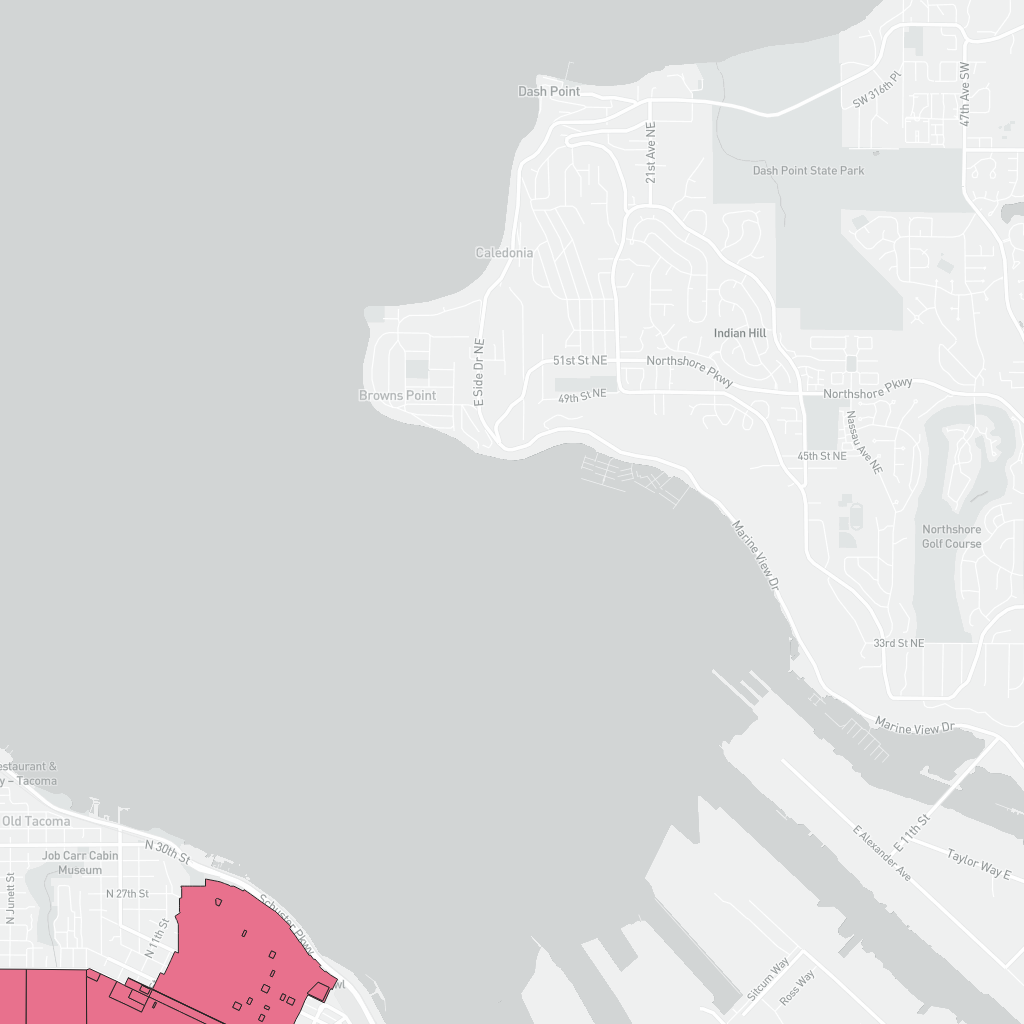 Dash Point
SW 316th Pl
47th Ave SW
21st Ave NE
Dash Point State Park
Caledonia
Indian Hill
E Side Dr NE
51st St NE
Northshore Pkwy
Northshore Pkwy
49th St NE
Browns Point
Nassau Ave NE
45th St NE
Northshore
Golf Course
Marine View Dr
33rd St NE
Marine View Dr
estaurant &
y – Tacoma
Old Tacoma
N 30th St
E 11th St
E Alexander Ave
Taylor Way E
Job Carr Cabin
Museum
N Junett St
N 27th St
N 11th St
Schuster Pkwy
Sitcum Way
Ross Way